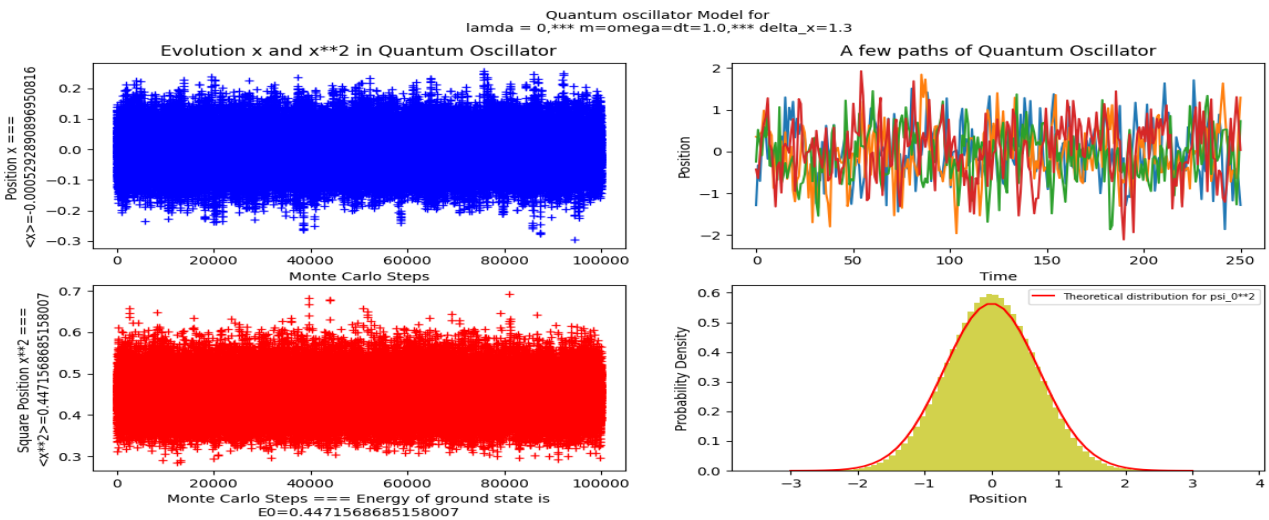 Quantum oscillator Model for
lamda = 0,*** m=omega=dt=1.0,*** delta_x=1.3
Evolution x and x**2 in Quantum Oscillator
Position x ===
<x>=-0.0005929289089695081 6
0.2
0.1
0.0
−0.1
−0.2
−0.3
0 20000 40000 60000 80000 100000
Monte Carlo Steps
A few paths of Quantum Oscillator
Position
2
1
0
−1
−2
0 50 100 150 200 250
Time
Square Position x**2 ===
<x**2>=0.4471568685158007
0.7
0.6
0.5
0.4
0.3
0 20000 40000 60000 80000 100000
Monte Carlo Steps === Energy of ground state is
E0=0.4471568685158007
Probability Density
0.6
0.5
0.4
0.3
0.2
0.1
0.0
Theoretical distribution for psi_0**2
−3 −2 −1 0 1 2 3 4
Position